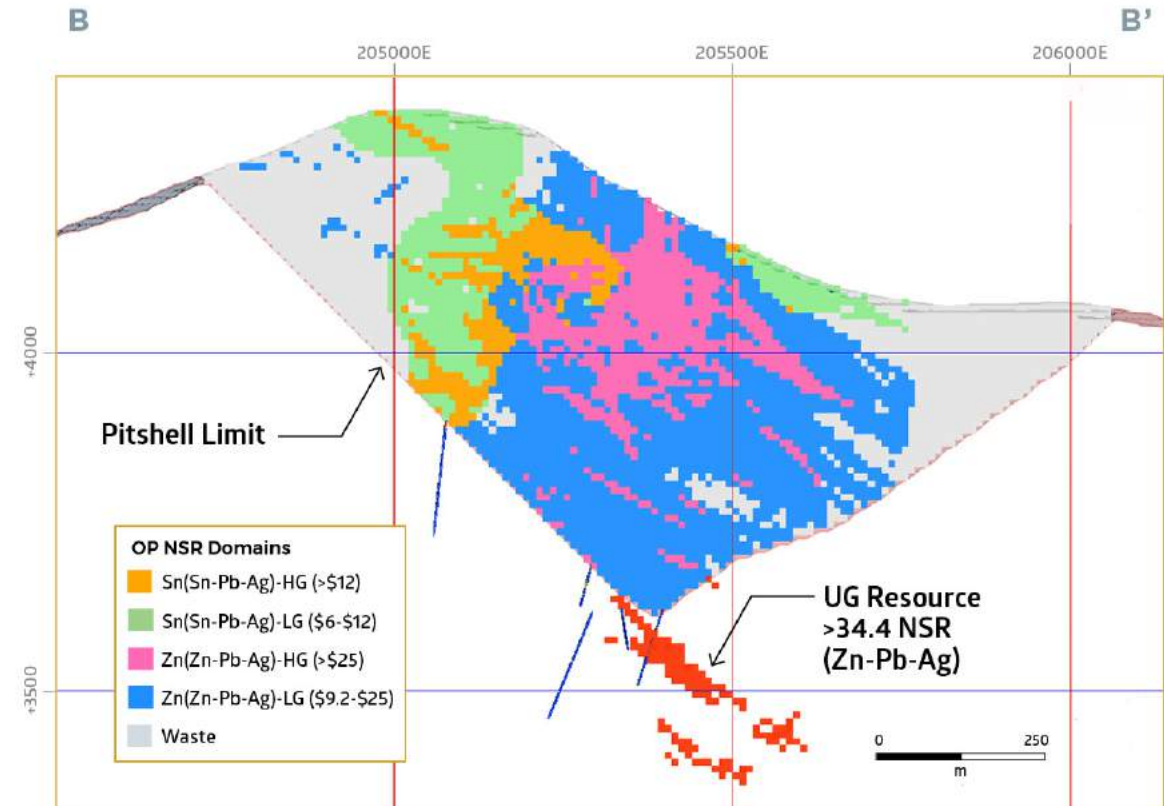 B
B'
205000E
205500E
206000E
+4000
+3500
Pitshell Limit
OP NSR Domains
Sn(Sn-Pb-Ag)-HG (>$12)
Sn(Sn-Pb-Ag)-LG ($6-$12)
Zn(Zn-Pb-Ag)-HG (>$25)
Zn(Zn-Pb-Ag)-LG ($9.2-$25)
Waste
UG Resource
>34.4 NSR
(Zn-Pb-Ag)
0
250
m